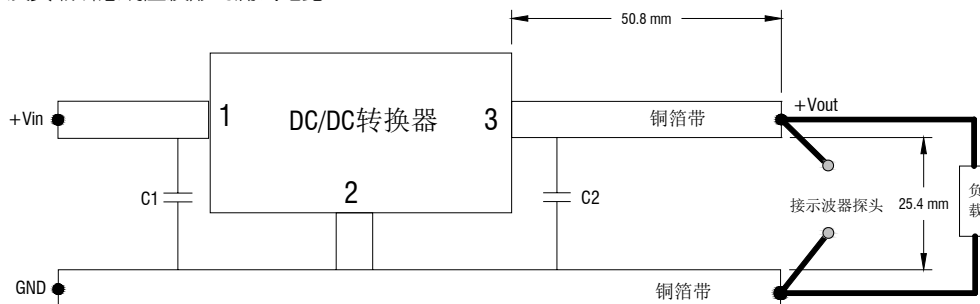 50.8 mm
+Vin
1
DC/DC转换器
3
铜箔带
+Vout
C1
2
C2
接示波器探头
25.4 mm
负
载
GND
铜箔带